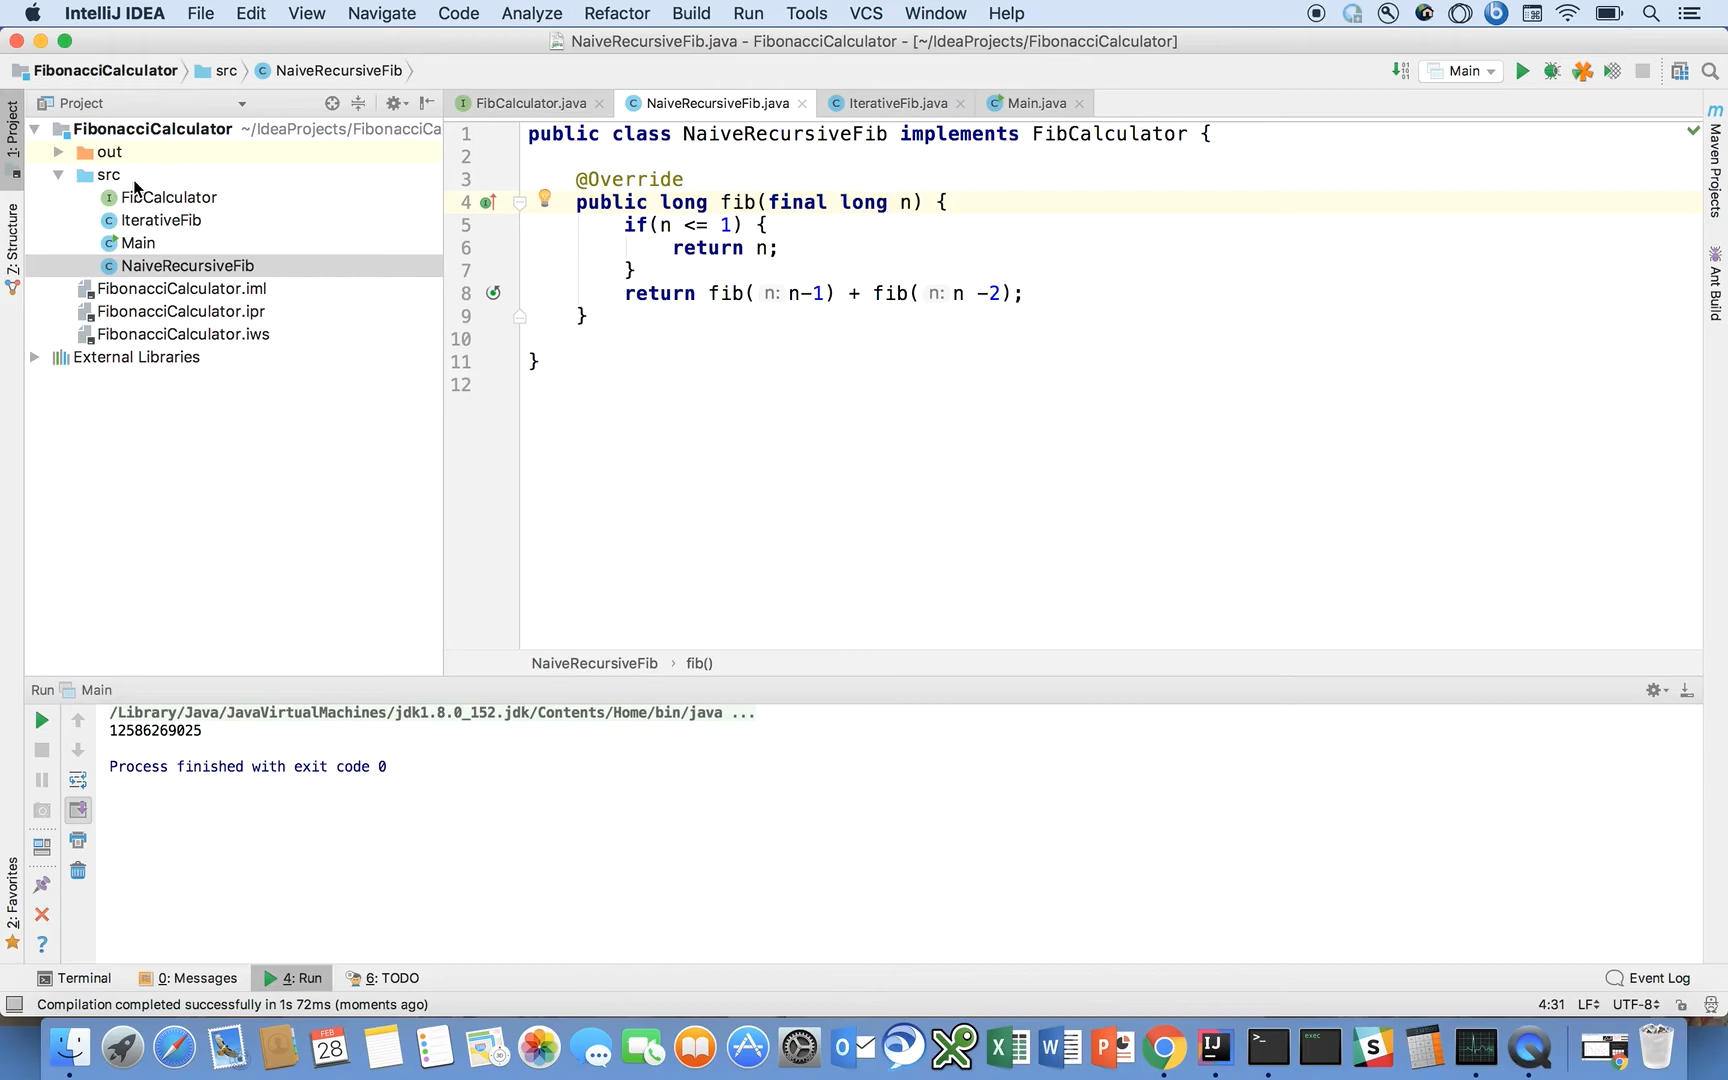 IntelliJ IDEA File Edit View Navigate Code Analyze Refactor Build Run Tools VCS Window Help
NaiveRecursiveFib.java - FibonacciCalculator - [~/IdeaProjects/FibonacciCalculator]
FibonacciCalculator src NaiveRecursiveFib Main
Project FibCalculator.java NaiveRecursiveFib.java IterativeFib.java Main.java
1: Project
7: Structure
2: Favorites
Maven Projects
Ant Build
FibonacciCalculator ~/IdeaProjects/FibonacciCa
out
src
FibCalculator
IterativeFib
Main
NaiveRecursiveFib
FibonacciCalculator.iml
FibonacciCalculator.ipr
FibonacciCalculator.iws
External Libraries
1 public class NaiveRecursiveFib implements FibCalculator {
2
3 @Override
4 public long fib(final long n) {
5 if(n <= 1) {
6 return n;
7 }
8 return fib( n: n-1) + fib( n: n -2);
9 }
10
11 }
12
NaiveRecursiveFib › fib()
Run Main
/Library/Java/JavaVirtualMachines/jdk1.8.0_152.jdk/Contents/Home/bin/java ...
12586269025
Process finished with exit code 0
Terminal 0: Messages 4: Run 6: TODO Event Log
Compilation completed successfully in 1s 72ms (moments ago) 4:31 LF UTF-8
FEB
28
exec